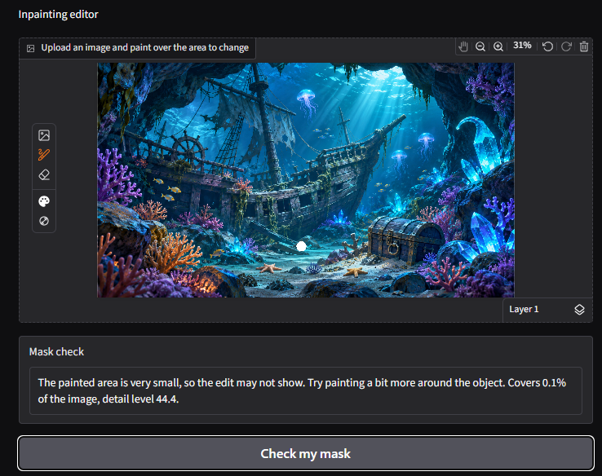 Inpainting editor
Upload an image and paint over the area to change
31%
Layer 1
Mask check
The painted area is very small, so the edit may not show. Try painting a bit more around the object. Covers 0.1%
of the image, detail level 44.4.
Check my mask